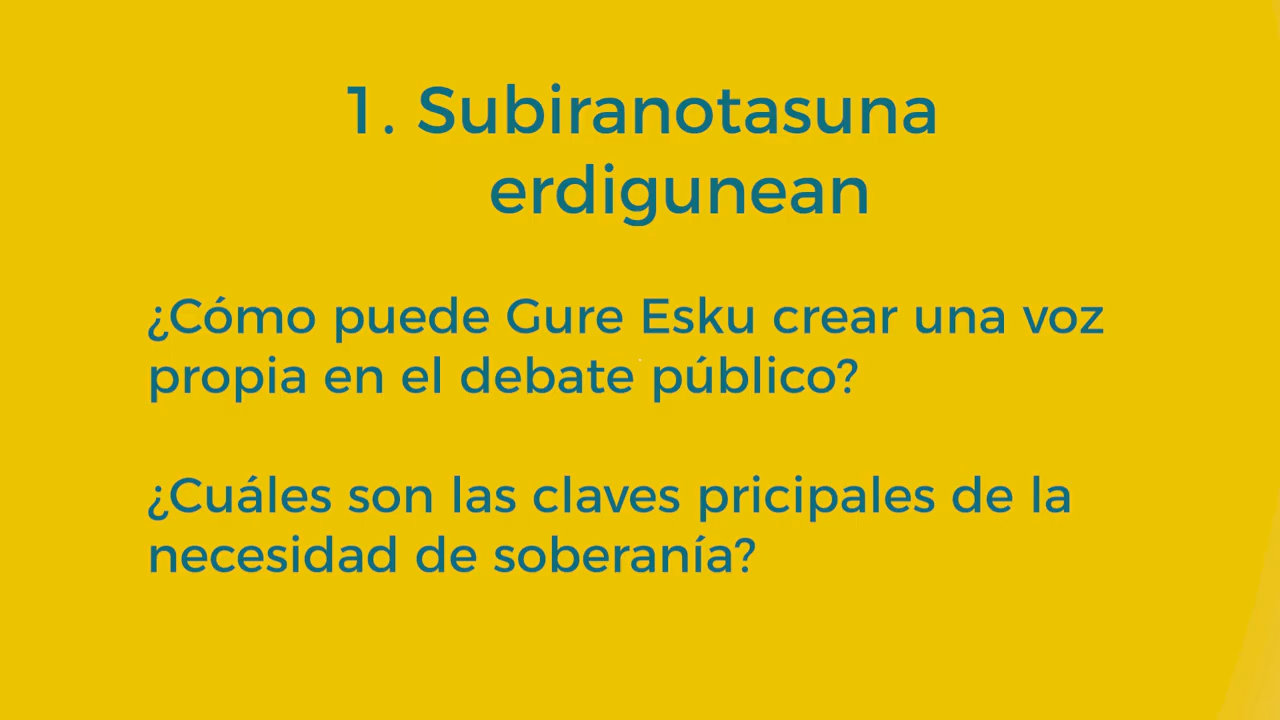 1. Subiranotasuna
erdigunean
¿Cómo puede Gure Esku crear una voz
propia en el debate público?
¿Cuáles son las claves pricipales de la
necesidad de soberanía?